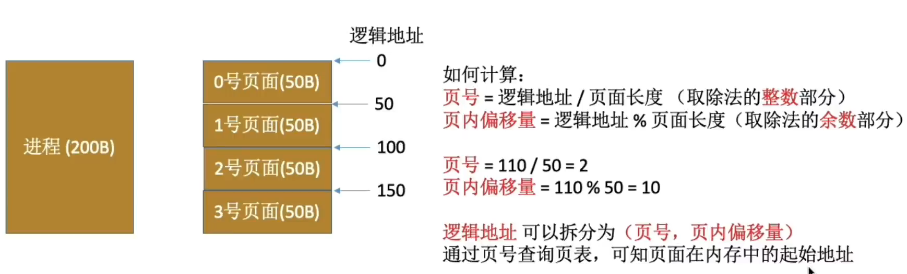 逻辑地址
进程 (200B)
0号页面(50B)
1号页面(50B)
2号页面(50B)
3号页面(50B)
0
50
100
150
如何计算:
页号 = 逻辑地址 / 页面长度 （取除法的整数部分）
页内偏移量 = 逻辑地址 % 页面长度（取除法的余数部分）
页号 = 110 / 50 = 2
页内偏移量 = 110 % 50 = 10
逻辑地址 可以拆分为（页号，页内偏移量）
通过页号查询页表，可知页面在内存中的起始地址